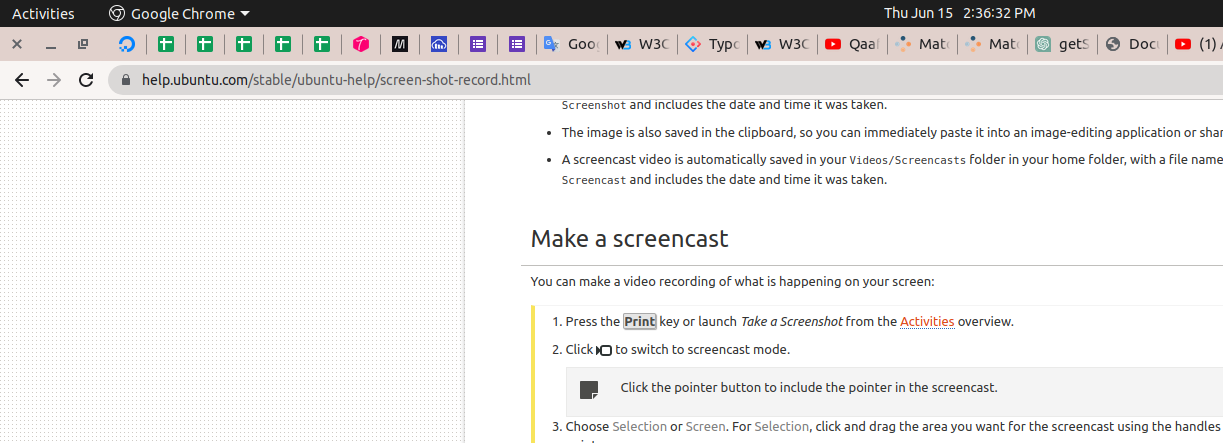 Activities Google Chrome Thu Jun 15 2:36:32 PM
Goog W3C Typo W3C Qaaf Mate Mate getS Docu (1)
help.ubuntu.com/stable/ubuntu-help/screen-shot-record.html
Screenshot and includes the date and time it was taken.
• The image is also saved in the clipboard, so you can immediately paste it into an image-editing application or
• A screencast video is automatically saved in your Videos/Screencasts folder in your home folder, with a file name
Screencast and includes the date and time it was taken.
Make a screencast
You can make a video recording of what is happening on your screen:
1. Press the Print key or launch Take a Screenshot from the Activities overview.
2. Click to switch to screencast mode.
Click the pointer button to include the pointer in the screencast.
3. Choose Selection or Screen. For Selection, click and drag the area you want for the screencast using the handles